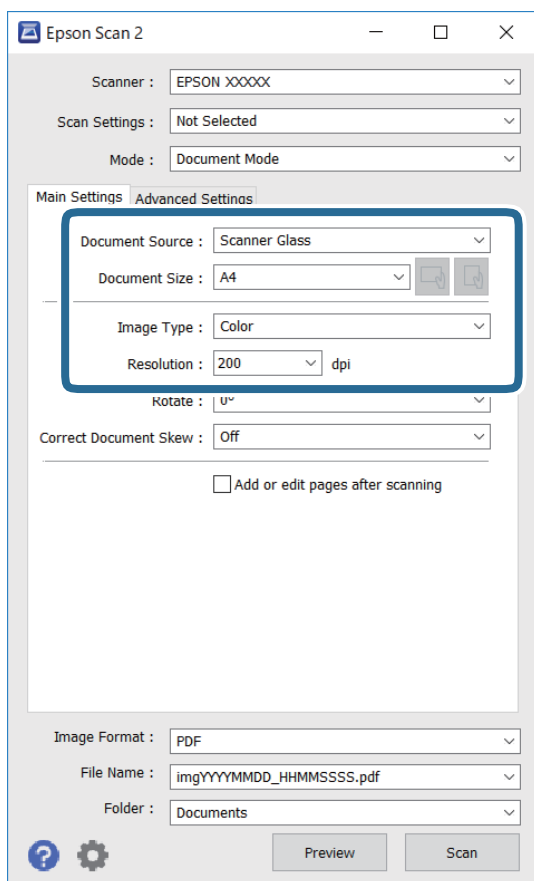 Epson Scan 2
Scanner : EPSON XXXXX
Scan Settings : Not Selected
Mode : Document Mode
Main Settings Advanced Settings
Document Source : Scanner Glass
Document Size : A4
Image Type : Color
Resolution : 200 dpi
Rotate : 0°
Correct Document Skew : Off
Add or edit pages after scanning
Image Format : PDF
File Name : imgYYYYMMDD_HHMMSSSS.pdf
Folder : Documents
? Preview Scan